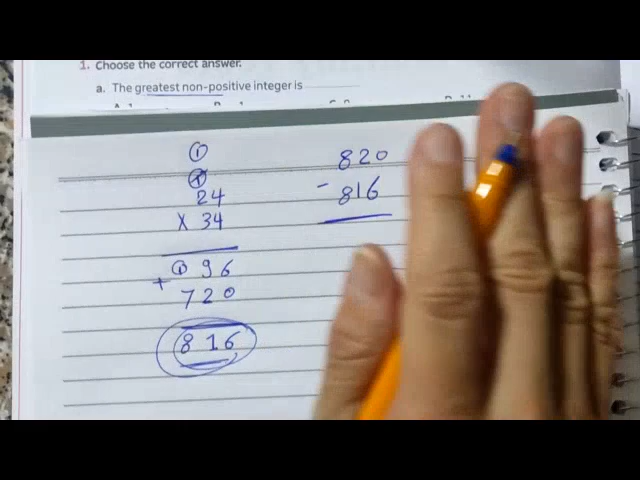 1. Choose the correct answer.
a. The greatest non-positive integer is
1
1
24
x 34
1 96
+ 720
816
820
- 816